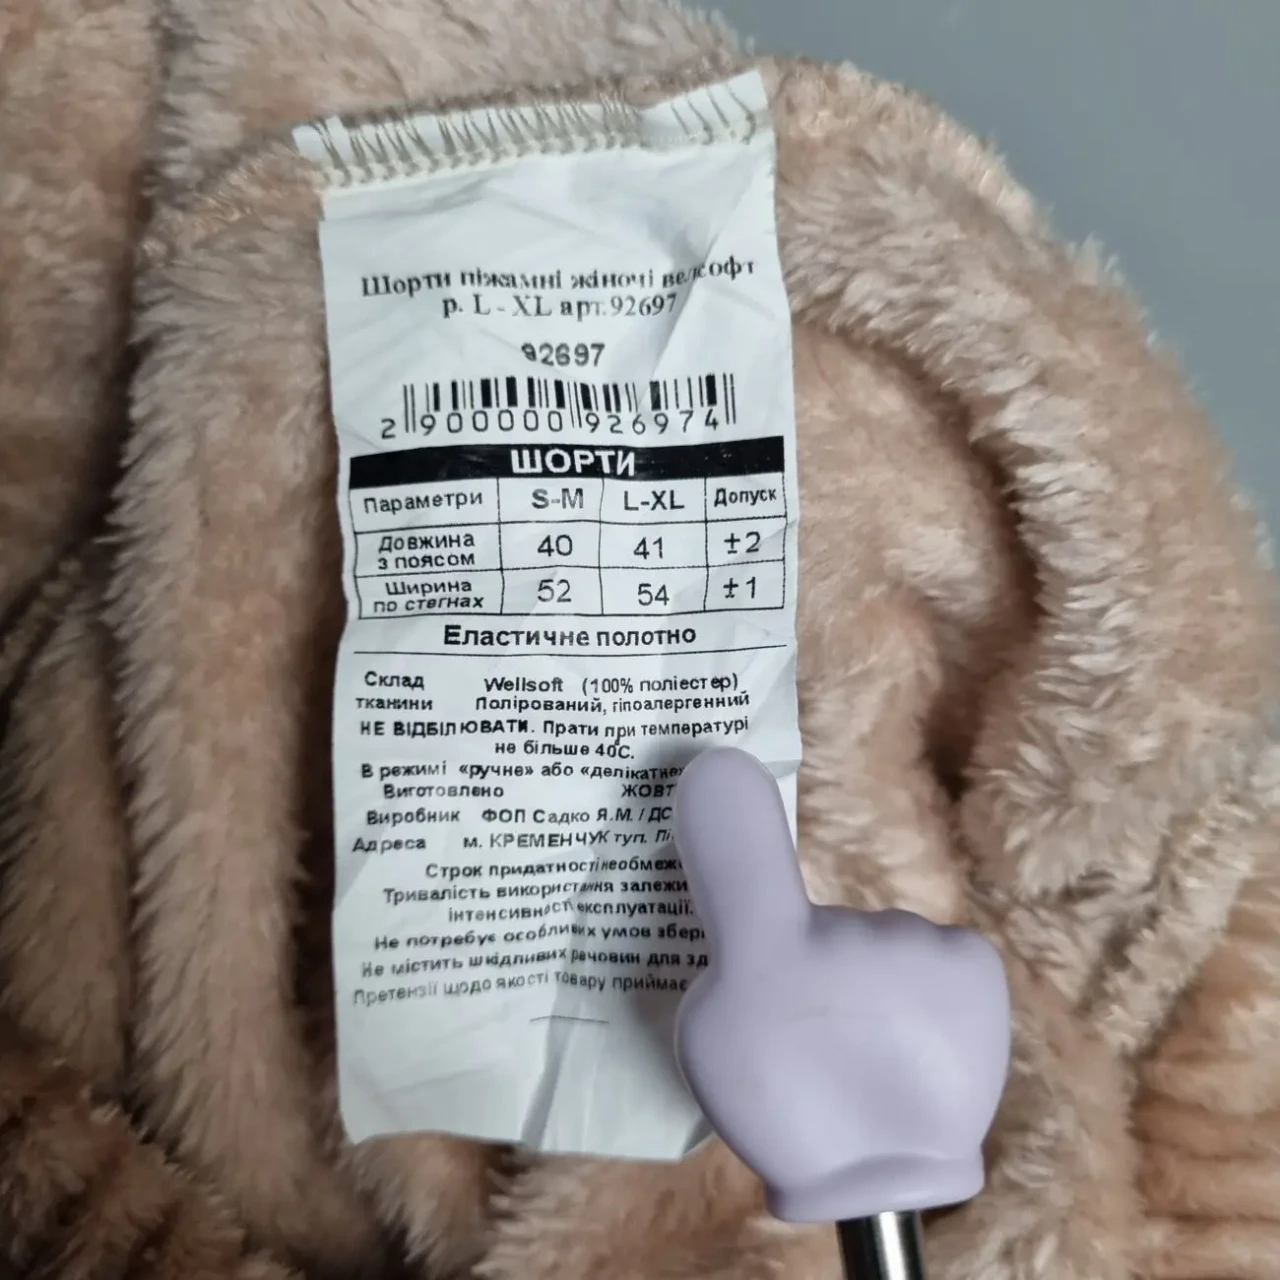 Шорти піжамні жіночі велсофт
р. L - XL арт.92697
92697
2 900000 926974
ШОРТИ
Параметри S-M L-XL Допуск
Довжина з поясом 40 41 ±2
Ширина по стегнах 52 54 ±1
Еластичне полотно
Склад тканини Wellsoft (100% поліестер)
Полірований, гіпоалергенний
НЕ ВІДБІЛЮВАТИ. Прати при температурі
не більше 40С.
В режимі «ручне» або «делікатне»
Виготовлено
Виробник ФОП Садко Я.М. / ДС
Адреса м. КРЕМЕНЧУК туп.
Строк придатності
Тривалість використання
інтенсивності експлуатації.
Не потребує особливих умов
Не містить шкідливих речовин для
Претензії щодо якості товару